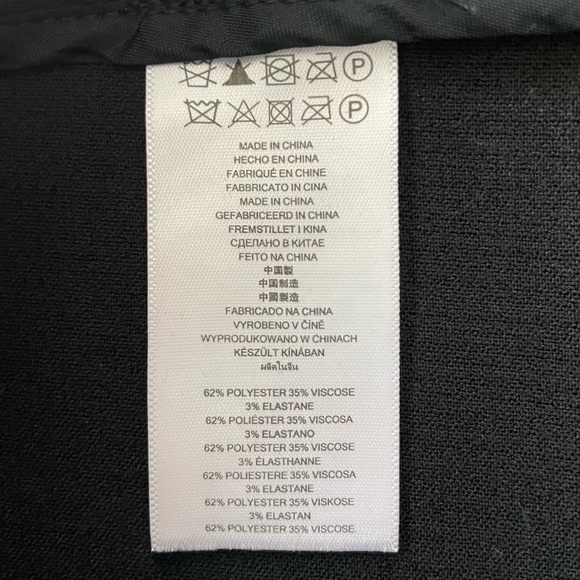 P
P
MADE IN CHINA
HECHO EN CHINA
FABRIQUÉ EN CHINE
FABBRICATO IN CINA
MADE IN CHINA
GEFABRICEERD IN CHINA
FREMSTILLET I KINA
СДЕЛАНО В КИТАЕ
FEITO NA CHINA
中国製
中国制造
中國製造
FABRICADO NA CHINA
VYROBENO V ČÍNĚ
WYPRODUKOWANO W CHINACH
KÉSZÜLT KÍNÁBAN
ผลิตในจีน
62% POLYESTER 35% VISCOSE
3% ELASTANE
62% POLIÉSTER 35% VISCOSA
3% ELASTANO
62% POLYESTER 35% VISCOSE
3% ÉLASTHANNE
62% POLIESTERE 35% VISCOSA
3% ELASTANE
62% POLYESTER 35% VISKOSE
3% ELASTAN
62% POLYESTER 35% VISCOSE